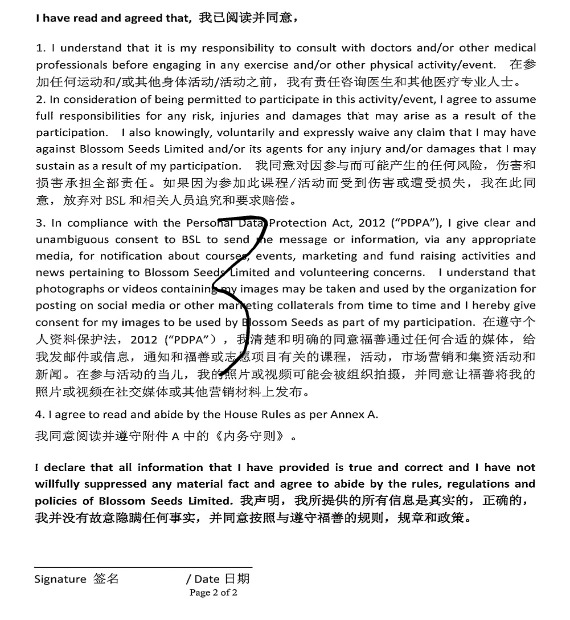 I have read and agreed that, 我已阅读并同意，
1. I understand that it is my responsibility to consult with doctors and/or other medical
professionals before engaging in any exercise and/or other physical activity/event. 在参
加任何运动和/或其他身体活动/活动之前，我有责任咨询医生和其他医疗专业人士。
2. In consideration of being permitted to participate in this activity/event, I agree to assume
full responsibilities for any risk, injuries and damages that may arise as a result of the
participation. I also knowingly, voluntarily and expressly waive any claim that I may have
against Blossom Seeds Limited and/or its agents for any injury and/or damages that I may
sustain as a result of my participation. 我同意对因参与而可能产生的任何风险，伤害和
损害承担全部责任。如果因为参加此课程/活动而受到伤害或遭受损失，我在此同
意，放弃对 BSL 和相关人员追究和要求赔偿。
3. In compliance with the Personal Data Protection Act, 2012 (“PDPA”), I give clear and
unambiguous consent to BSL to send me message or information, via any appropriate
media, for notification about courses, events, marketing and fund raising activities and
news pertaining to Blossom Seeds Limited and volunteering concerns. I understand that
photographs or videos containing my images may be taken and used by the organization for
posting on social media or other marketing collaterals from time to time and I hereby give
consent for my images to be used by Blossom Seeds as part of my participation. 在遵守个
人资料保护法，2012 (“PDPA”），我清楚和明确的同意福善通过任何合适的媒体，给
我发邮件或信息，通知和福善或志愿项目有关的课程，活动，市场营销和集资活动和
新闻。在参与活动的当儿，我的照片或视频可能会被组织拍摄，并同意让福善将我的
照片或视频在社交媒体或其他营销材料上发布。
4. I agree to read and abide by the House Rules as per Annex A.
我同意阅读并遵守附件 A 中的《内务守则》。
I declare that all information that I have provided is true and correct and I have not
willfully suppressed any material fact and agree to abide by the rules, regulations and
policies of Blossom Seeds Limited. 我声明，我所提供的所有信息是真实的，正确的，
我并没有故意隐瞒任何事实，并同意按照与遵守福善的规则，规章和政策。
Signature 签名 / Date 日期
Page 2 of 2